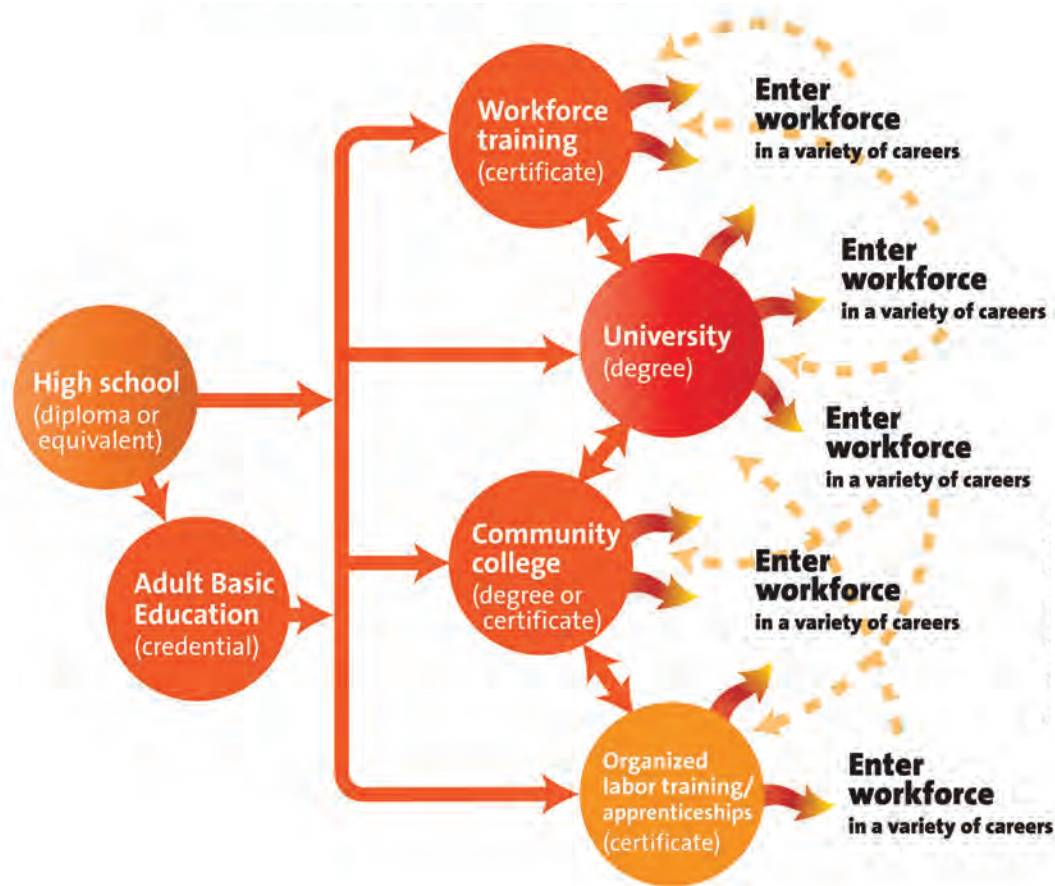 Workforce
training
(certificate)
Enter
workforce
in a variety of careers
University
(degree)
Enter
workforce
in a variety of careers
High school
(diploma or
equivalent)
Enter
workforce
in a variety of careers
Community
college
(degree or
certificate)
Enter
workforce
in a variety of careers
Adult Basic
Education
(credential)
Organized
labor training/
apprenticeships
(certificate)
Enter
workforce
in a variety of careers